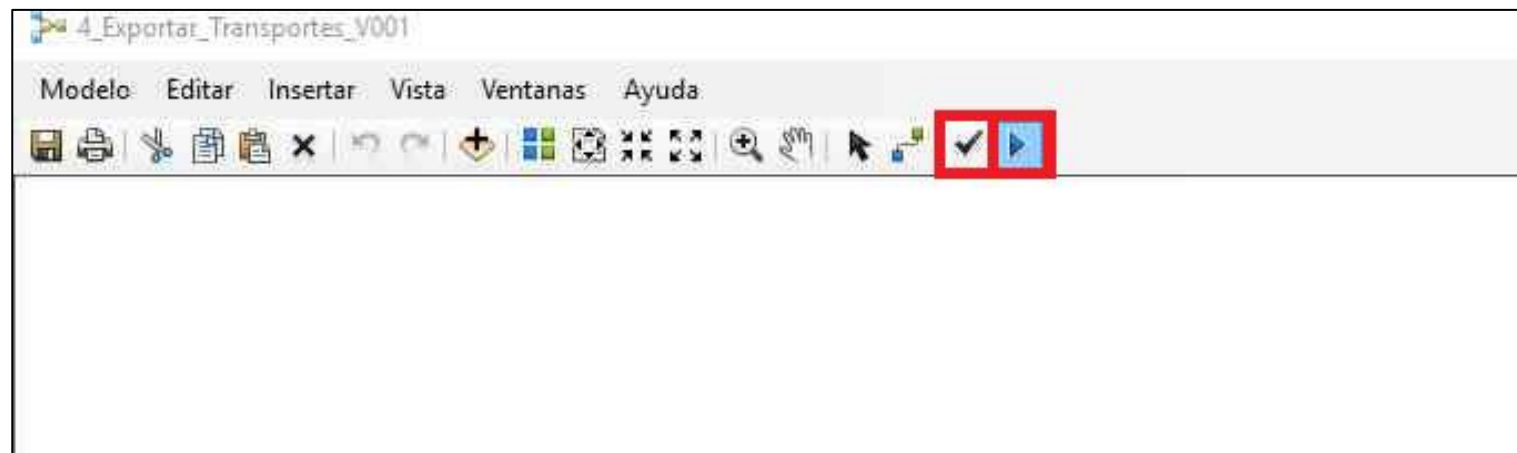 4_Exportar_Transportes_V001
Modelo Editar Insertar Vista Ventanas Ayuda